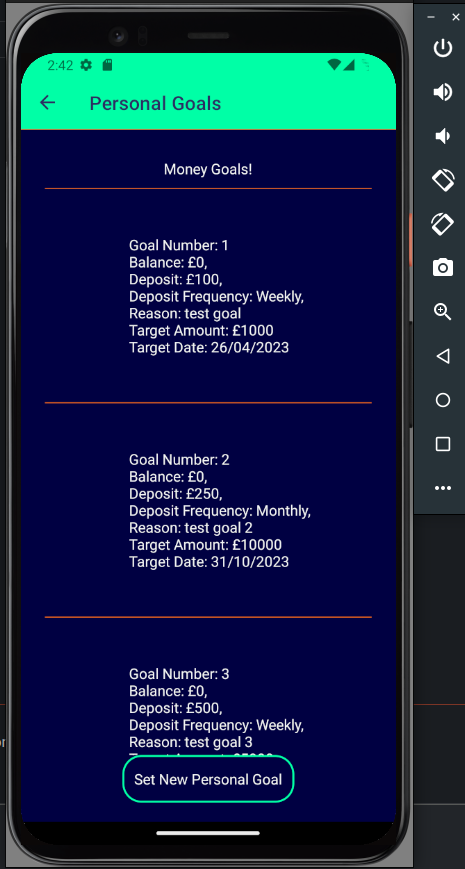 2:42
Personal Goals
Money Goals!
Goal Number: 1
Balance: £0,
Deposit: £100,
Deposit Frequency: Weekly,
Reason: test goal
Target Amount: £1000
Target Date: 26/04/2023
Goal Number: 2
Balance: £0,
Deposit: £250,
Deposit Frequency: Monthly,
Reason: test goal 2
Target Amount: £10000
Target Date: 31/10/2023
Goal Number: 3
Balance: £0,
Deposit: £500,
Deposit Frequency: Weekly,
Reason: test goal 3
Set New Personal Goal